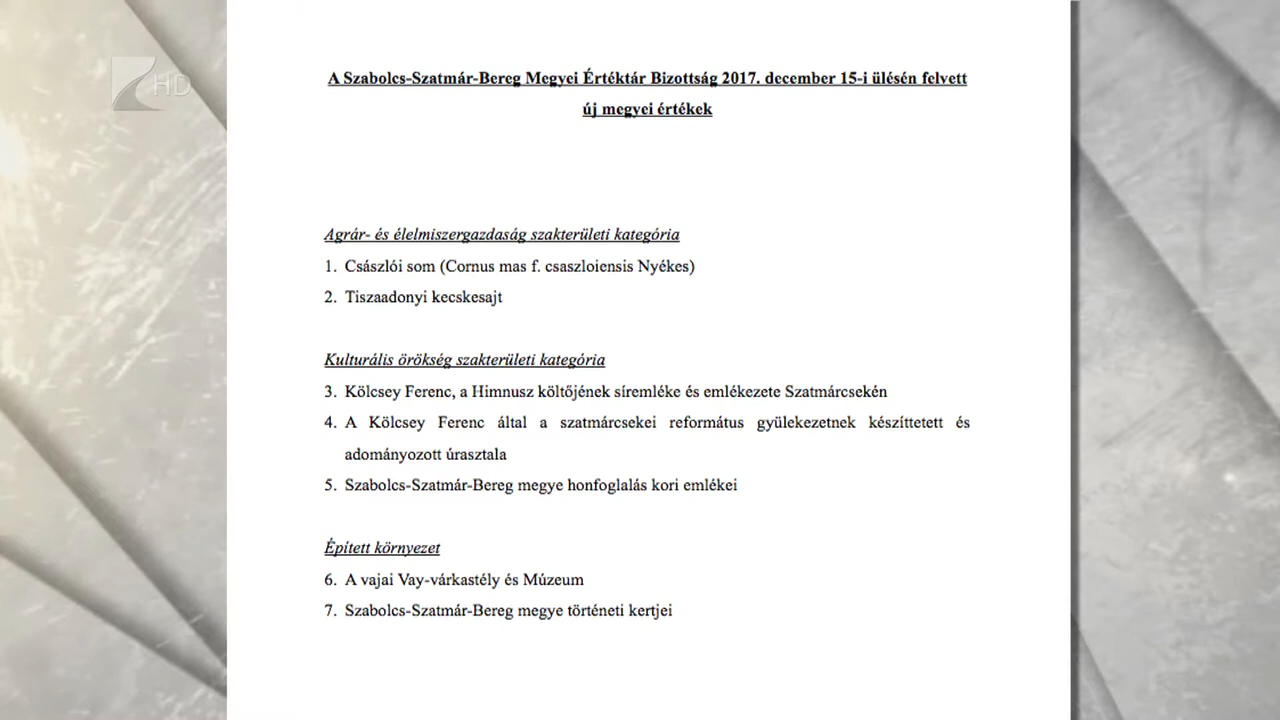 HD
A Szabolcs-Szatmár-Bereg Megyei Értéktár Bizottság 2017. december 15-i ülésén felvett
új megyei értékek
Agrár- és élelmiszergazdaság szakterületi kategória
1. Császlói som (Cornus mas f. csaszloiensis Nyékes)
2. Tiszaadonyi kecskesajt
Kulturális örökség szakterületi kategória
3. Kölcsey Ferenc, a Himnusz költőjének síremléke és emlékezete Szatmárcsekén
4. A Kölcsey Ferenc által a szatmárcsekei református gyülekezetnek készíttetett és
adományozott úrasztala
5. Szabolcs-Szatmár-Bereg megye honfoglalás kori emlékei
Épített környezet
6. A vajai Vay-várkastély és Múzeum
7. Szabolcs-Szatmár-Bereg megye történeti kertjei